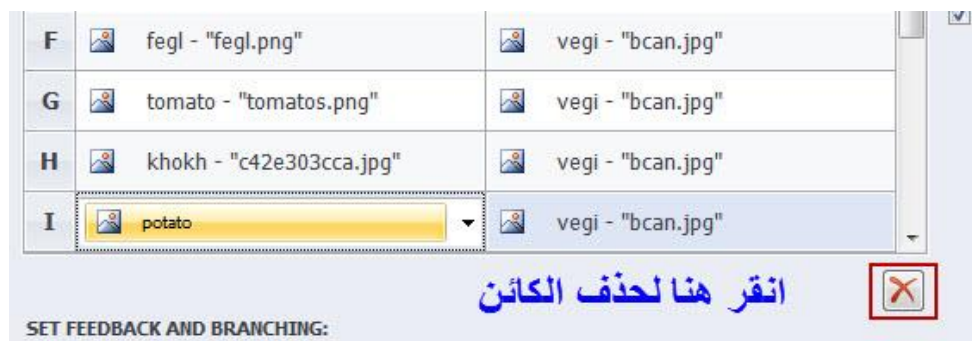 F fegl - "fegl.png" vegi - "bcan.jpg"
G tomato - "tomatos.png" vegi - "bcan.jpg"
H khokh - "c42e303cca.jpg" vegi - "bcan.jpg"
I potato vegi - "bcan.jpg"
انقر هنا لحذف الكائن
SET FEEDBACK AND BRANCHING: